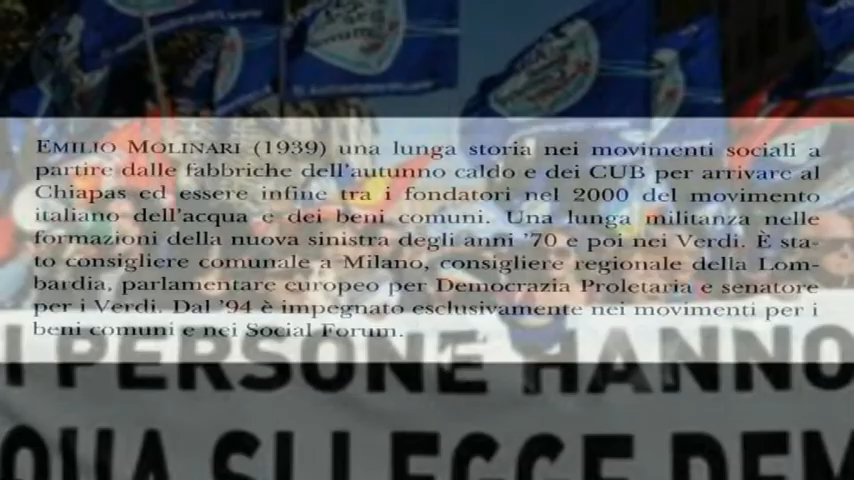 EMILIO MOLINARI (1939) una lunga storia nei movimenti sociali a
partire dalle fabbriche dell'autunno caldo e dei CUB per arrivare al
Chiapas ed essere infine tra i fondatori nel 2000 del movimento
italiano dell'acqua e dei beni comuni. Una lunga militanza nelle
formazioni della nuova sinistra degli anni '70 e poi nei Verdi. È sta-
to consigliere comunale a Milano, consigliere regionale della Lom-
bardia, parlamentare europeo per Democrazia Proletaria e senatore
per i Verdi. Dal '94 è impegnato esclusivamente nei movimenti per i
beni comuni e nei Social Forum.
I PERSONE HANNO
QUA SI LEGGE DEM